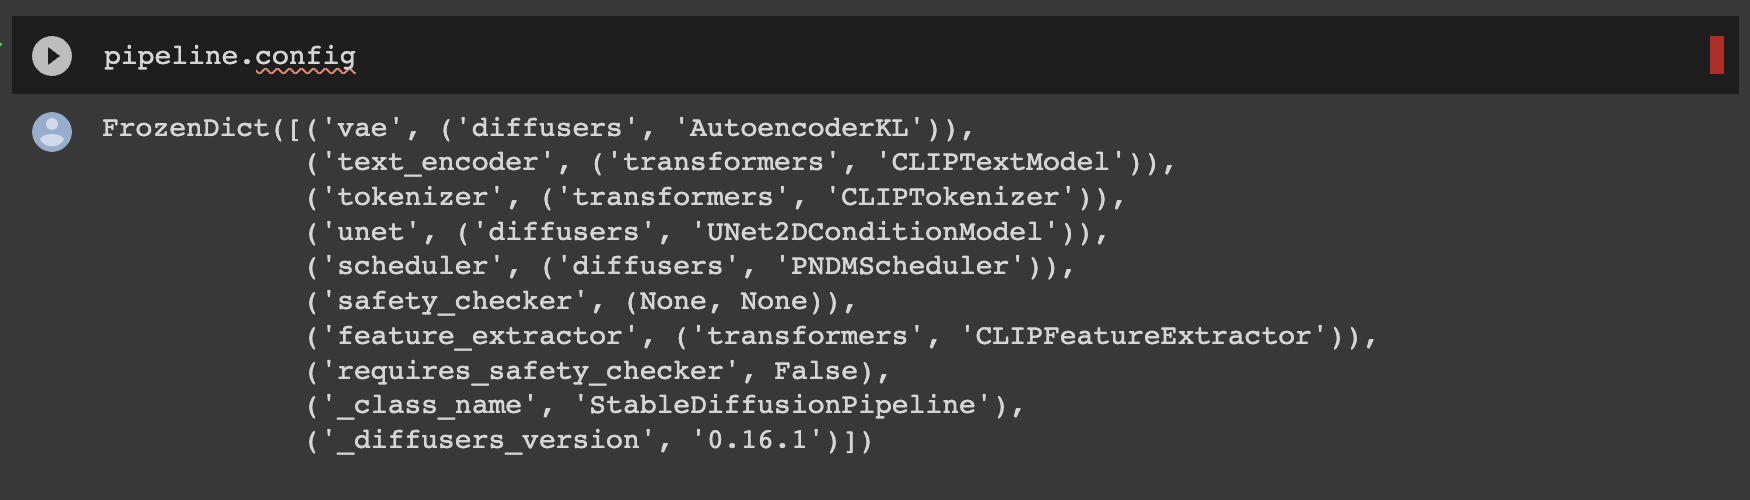 pipeline.config
FrozenDict([('vae', ('diffusers', 'AutoencoderKL')),
('text_encoder', ('transformers', 'CLIPTextModel')),
('tokenizer', ('transformers', 'CLIPTokenizer')),
('unet', ('diffusers', 'UNet2DConditionModel')),
('scheduler', ('diffusers', 'PNDMScheduler')),
('safety_checker', (None, None)),
('feature_extractor', ('transformers', 'CLIPFeatureExtractor')),
('requires_safety_checker', False),
('_class_name', 'StableDiffusionPipeline'),
('_diffusers_version', '0.16.1')])